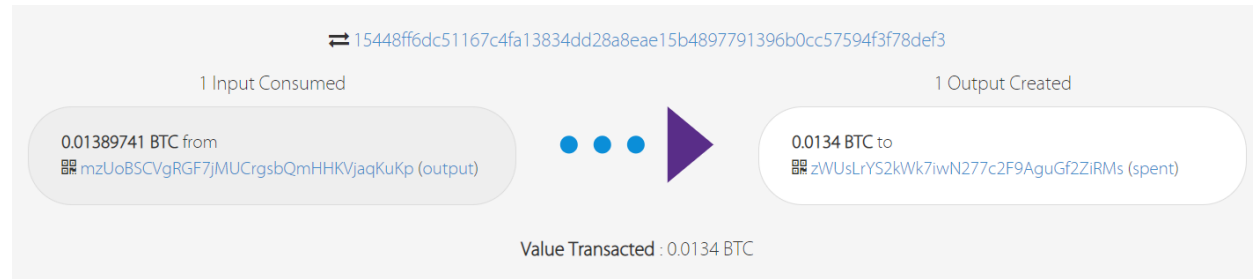 15448ff6dc51167c4fa13834dd28a8eae15b4897791396b0cc57594f3f78def3
1 Input Consumed
1 Output Created
0.01389741 BTC from
mzUoBSCVgRGF7jMUCrgsbQmHHKVjaqKuKp (output)
0.0134 BTC to
zWUsLrYS2kWk7iwN277c2F9AguGf2ZiRMs (spent)
Value Transacted : 0.0134 BTC